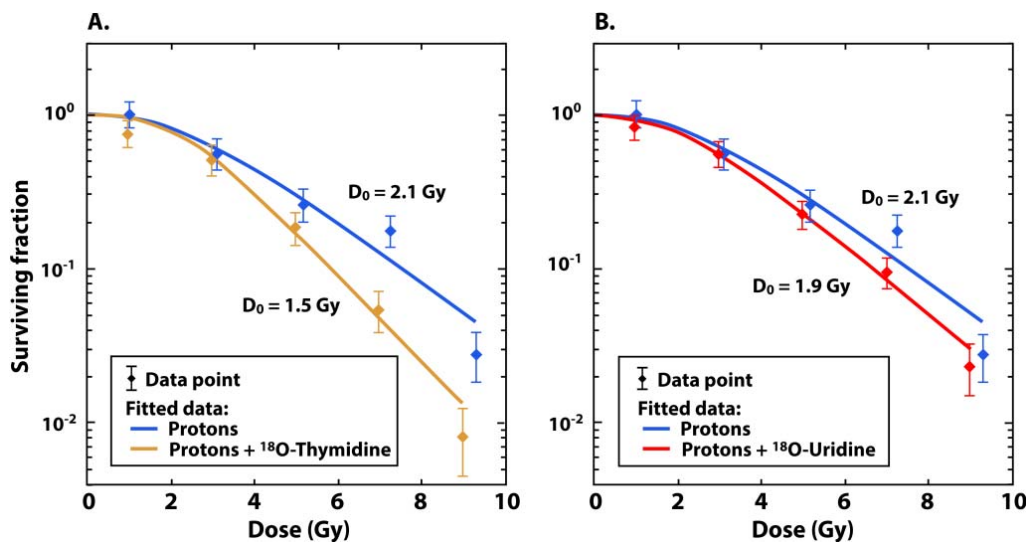 A.
Surviving fraction
10⁰
10⁻¹
10⁻²
D₀ = 2.1 Gy
D₀ = 1.5 Gy
Data point
Fitted data:
Protons
Protons + ¹⁸O-Thymidine
0 2 4 6 8 10
Dose (Gy)
B.
10⁰
10⁻¹
10⁻²
D₀ = 2.1 Gy
D₀ = 1.9 Gy
Data point
Fitted data:
Protons
Protons + ¹⁸O-Uridine
0 2 4 6 8 10
Dose (Gy)